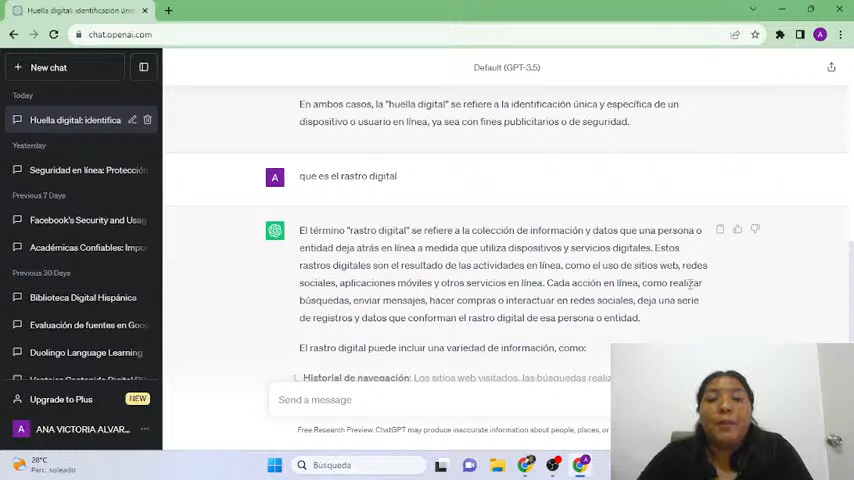 Huella digital: identificación únic
chat.openai.com
A
New chat
Default (GPT-3.5)
Today
Huella digital: identifica
Yesterday
Seguridad en línea: Protección
Previous 7 Days
Facebook's Security and Usag
Académicas Confiables: Impor
Previous 30 Days
Biblioteca Digital Hispánica
Evaluación de fuentes en Goo
Duolingo Language Learning
Upgrade to Plus
NEW
A
ANA VICTORIA ALVAR...
En ambos casos, la "huella digital" se refiere a la identificación única y específica de un
dispositivo o usuario en línea, ya sea con fines publicitarios o de seguridad.
A
que es el rastro digital
El término "rastro digital" se refiere a la colección de información y datos que una persona o
entidad deja atrás en línea a medida que utiliza dispositivos y servicios digitales. Estos
rastros digitales son el resultado de las actividades en línea, como el uso de sitios web, redes
sociales, aplicaciones móviles y otros servicios en línea. Cada acción en línea, como realizar
búsquedas, enviar mensajes, hacer compras o interactuar en redes sociales, deja una serie
de registros y datos que conforman el rastro digital de esa persona o entidad.
El rastro digital puede incluir una variedad de información, como:
Historial de navegación: Los sitios web visitados, las búsquedas realiz
Send a message
Free Research Preview. ChatGPT may produce inaccurate information about people, places, or
28°C
Parc. soleado
Búsqueda